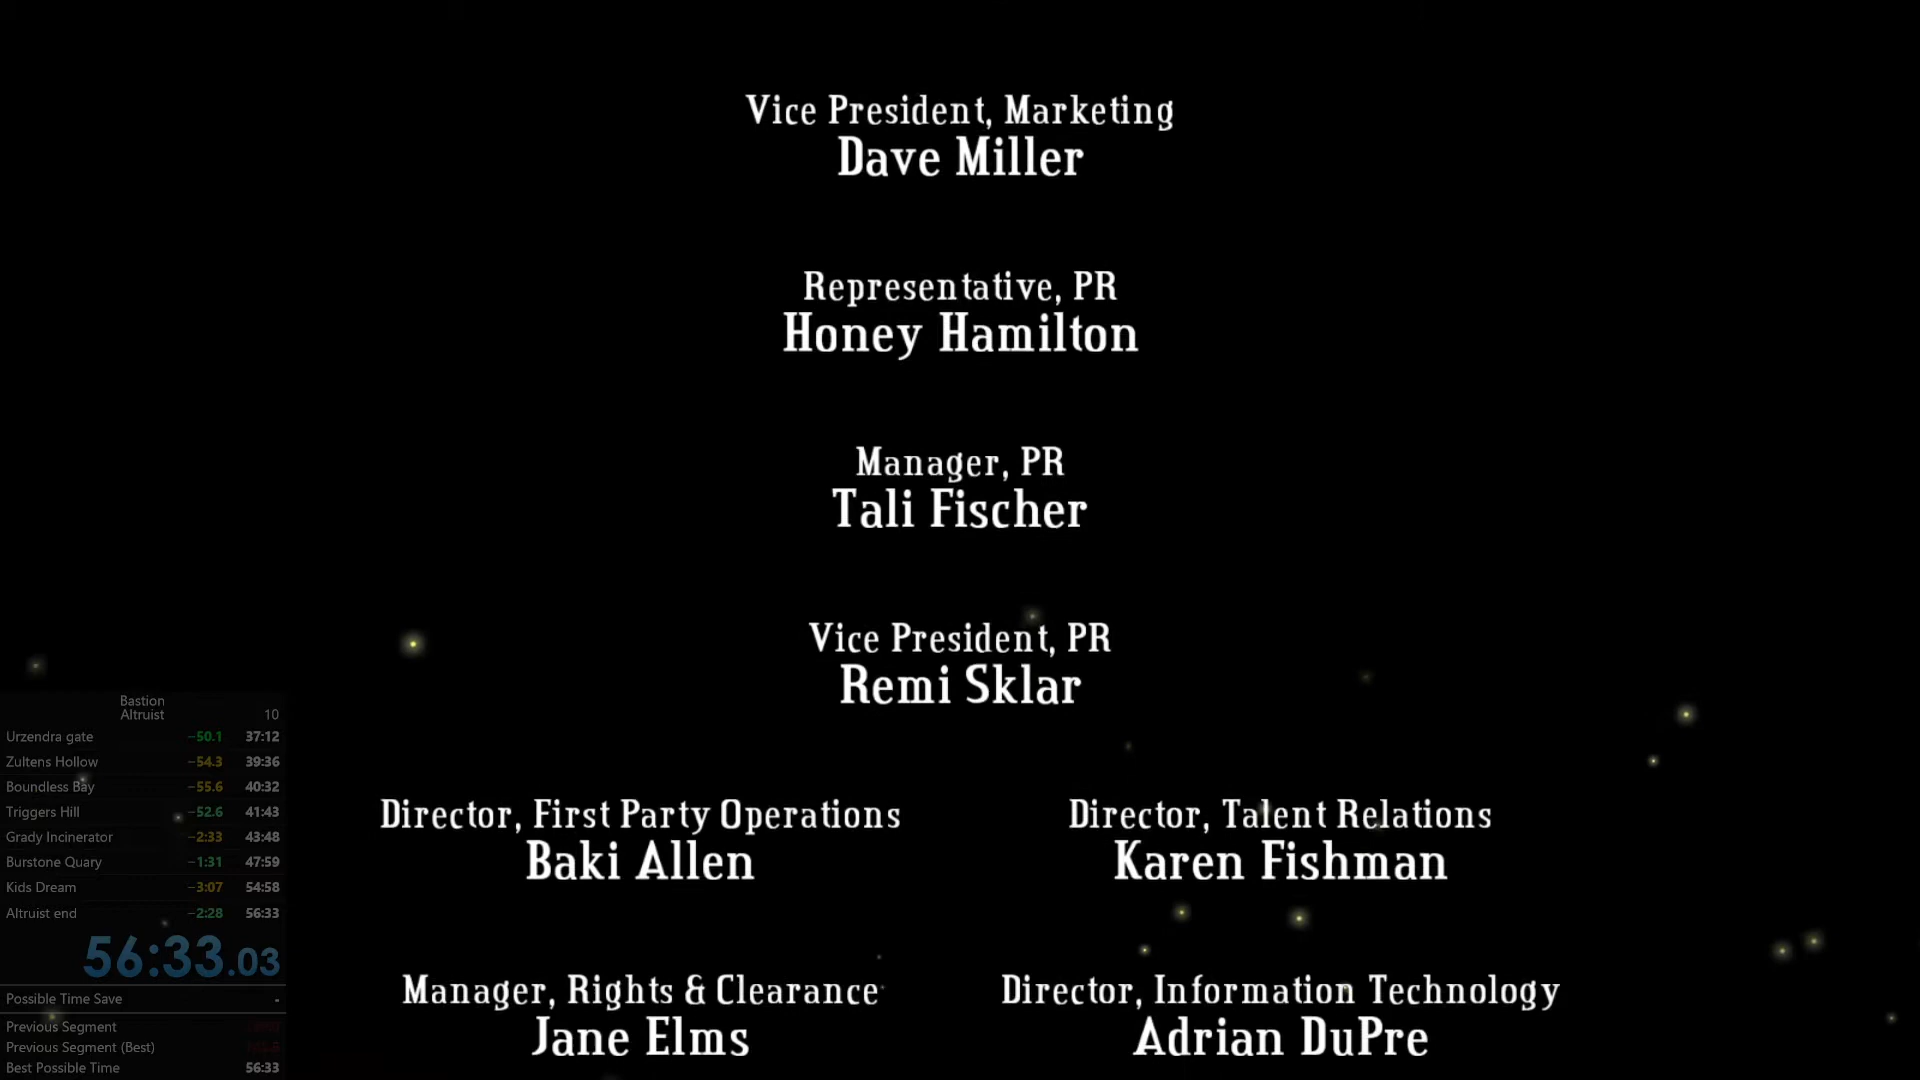 Vice President, Marketing
Dave Miller
Representative, PR
Honey Hamilton
Manager, PR
Tali Fischer
Vice President, PR
Remi Sklar
Director, First Party Operations
Baki Allen
Director, Talent Relations
Karen Fishman
Manager, Rights & Clearance
Jane Elms
Director, Information Technology
Adrian DuPre
Bastion
Altruist 10
Urzendra gate −50.1 37:12
Zultens Hollow −54.3 39:36
Boundless Bay −55.6 40:32
Triggers Hill −52.6 41:43
Grady Incinerator −2:33 43:48
Burstone Quary −1:31 47:59
Kids Dream −3:07 54:58
Altruist end −2:28 56:33
56:33.03
Possible Time Save -
Previous Segment
Previous Segment (Best)
Best Possible Time 56:33